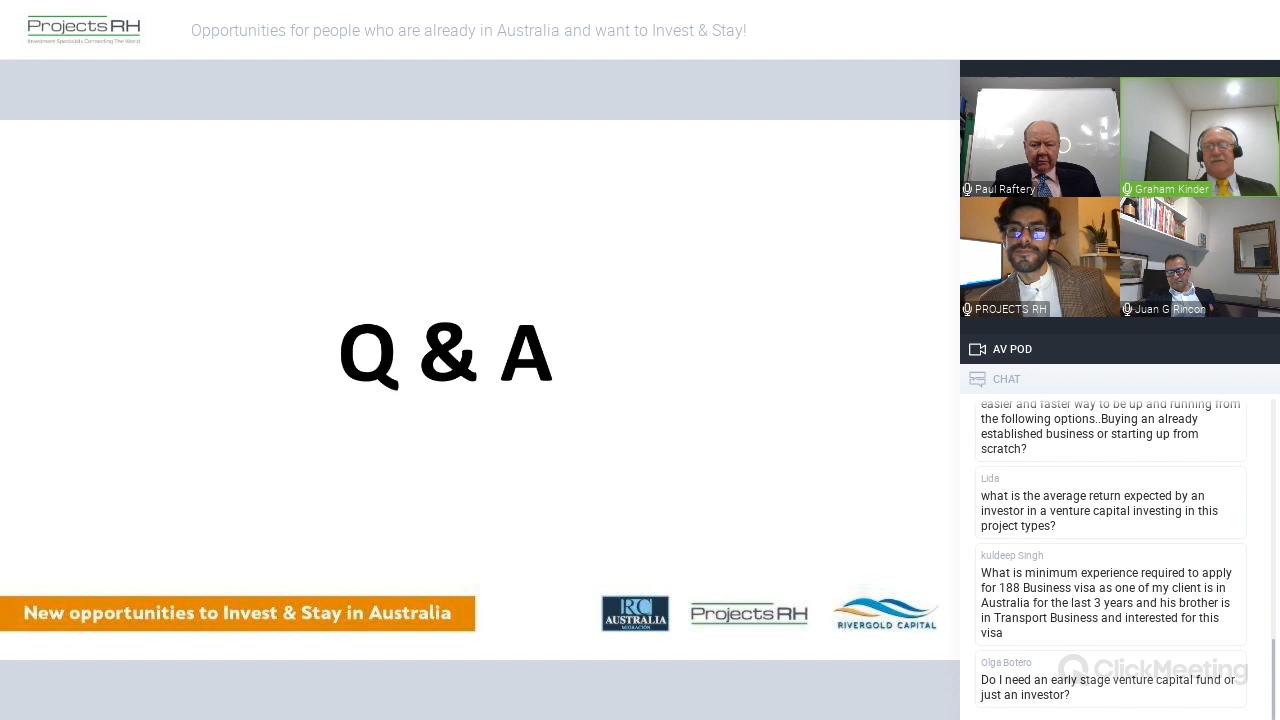 Projects RH
Investment Specialists Connecting The World
Opportunities for people who are already in Australia and want to Invest & Stay!
Q & A
New opportunities to Invest & Stay in Australia
RC
AUSTRALIA
MIGRACIÓN
Projects RH
RIVERGOLD CAPITAL
Paul Raftery
Graham Kinder
PROJECTS RH
Juan G Rincon
AV POD
CHAT
easier and faster way to be up and running from
the following options..Buying an already
established business or starting up from
scratch?
Lida
what is the average return expected by an
investor in a venture capital investing in this
project types?
kuldeep Singh
What is minimum experience required to apply
for 188 Business visa as one of my client is in
Australia for the last 3 years and his brother is
in Transport Business and interested for this
visa
Olga Botero
Do I need an early stage venture capital fund or
just an investor?
ClickMeeting